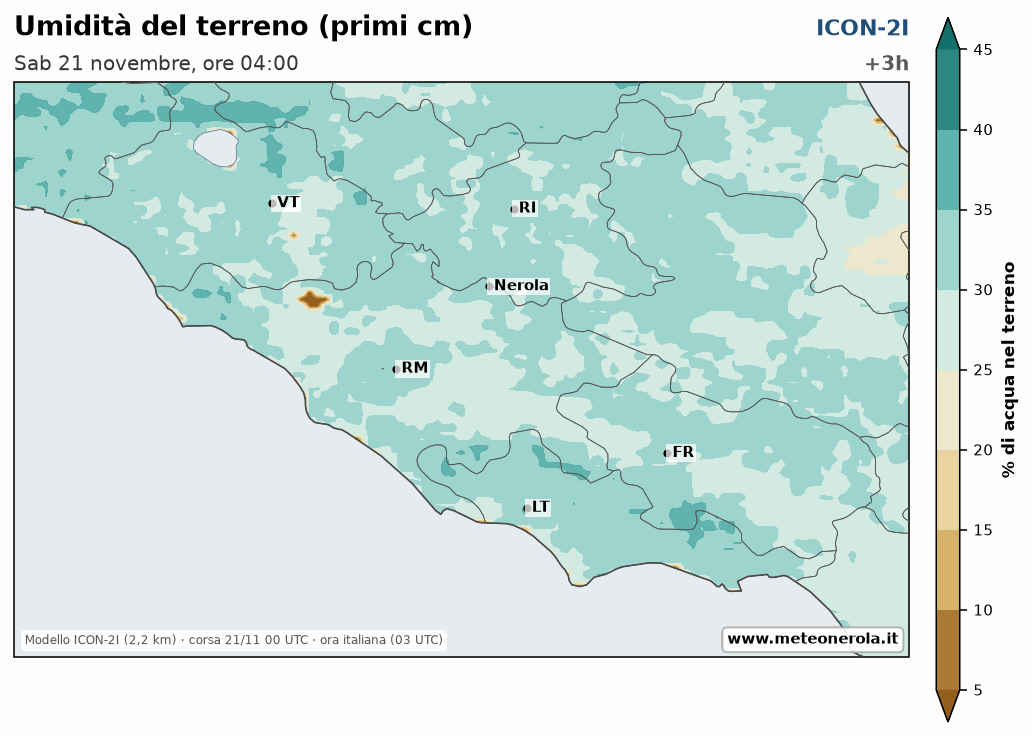 Umidità del terreno (primi cm)
ICON-2I
Sab 21 novembre, ore 04:00
+3h
45
40
35
30
25
20
15
10
5
% di acqua nel terreno
VT
RI
Nerola
RM
FR
LT
Modello ICON-2I (2,2 km) · corsa 21/11 00 UTC · ora italiana (03 UTC)
www.meteonerola.it